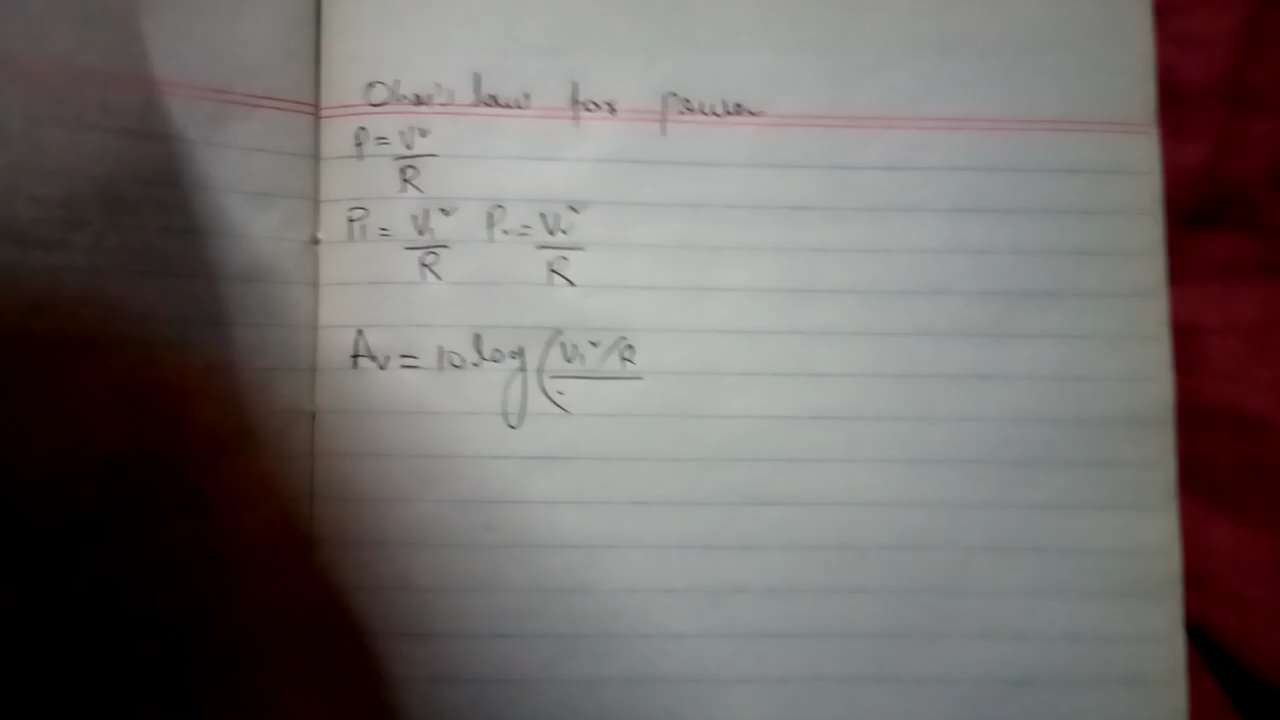 Ohm's law for power
P = V²
R
P₁ = V₁² P₂ = V₂²
R R
Aᵥ = 10 log (V₁²/R